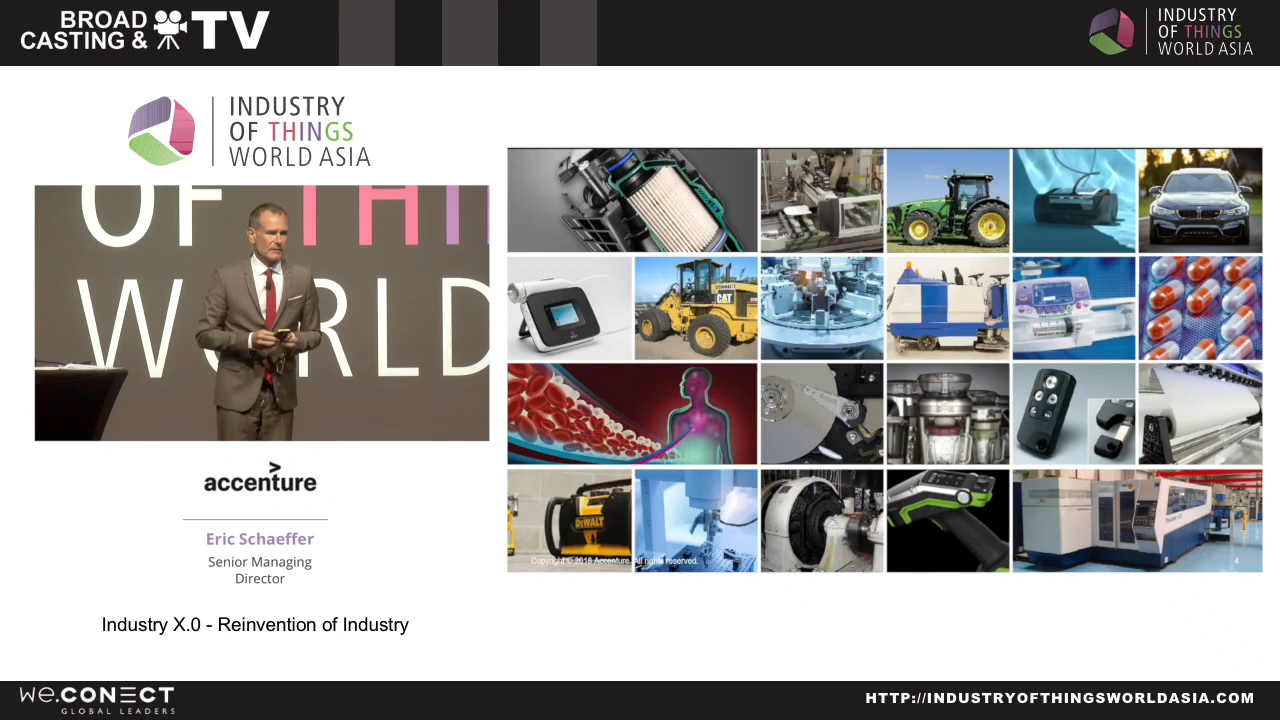 BROAD
CASTING & TV
INDUSTRY
OF THINGS
WORLD ASIA
INDUSTRY
OF THINGS
WORLD ASIA
OF THI
WORLD
accenture
Eric Schaeffer
Senior Managing
Director
Industry X.0 - Reinvention of Industry
CAT
DEWALT
Copyright © 2018 Accenture. All rights reserved.
4
we.CONECT
GLOBAL LEADERS
HTTP://INDUSTRYOFTHINGSWORLDASIA.COM